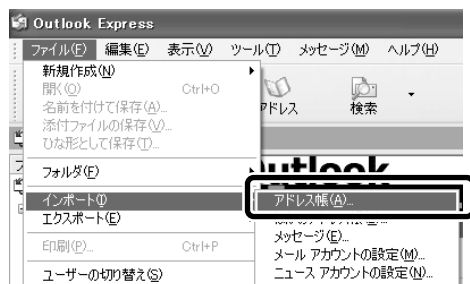 Outlook Express
ファイル(F) 編集(E) 表示(V) ツール(T) メッセージ(M) ヘルプ(H)
新規作成(N)
開く(O) Ctrl+O
名前を付けて保存(A)...
添付ファイルの保存(V)...
ひな形として保存(T)...
ドレス 検索
フォルダ(F)
Outlook
インポート(I) アドレス帳(A)...
エクスポート(E)
メッセージ(E)...
印刷(P)... Ctrl+P
メール アカウントの設定(M)...
ユーザーの切り替え(S) ニュース アカウントの設定(N)...